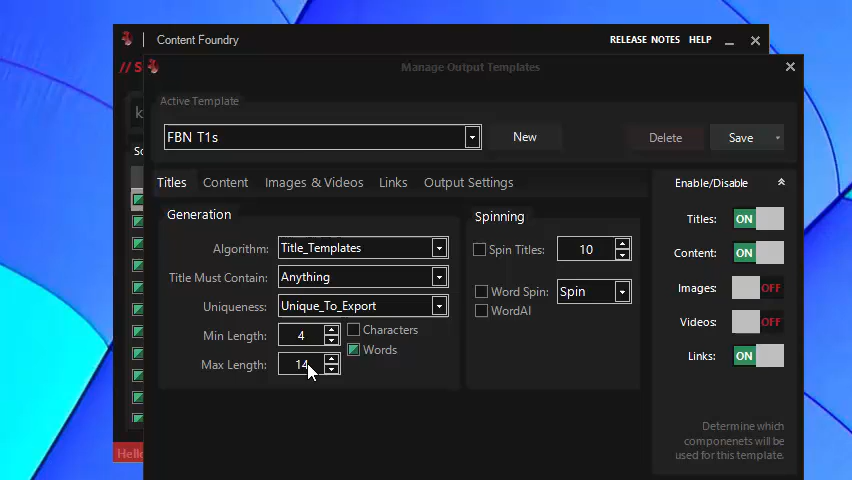 Content Foundry
RELEASE NOTES HELP
// S
Manage Output Templates
Active Template
FBN T1s
New
Delete
Save
Titles
Content
Images & Videos
Links
Output Settings
Enable/Disable
Generation
Algorithm: Title_Templates
Title Must Contain: Anything
Uniqueness: Unique_To_Export
Min Length: 4
Characters
Words
Max Length: 14
Spinning
Spin Titles: 10
Word Spin: Spin
WordAI
Titles: ON
Content: ON
Images: OFF
Videos: OFF
Links: ON
Determine which
componenets will be
used for this template.
Hello